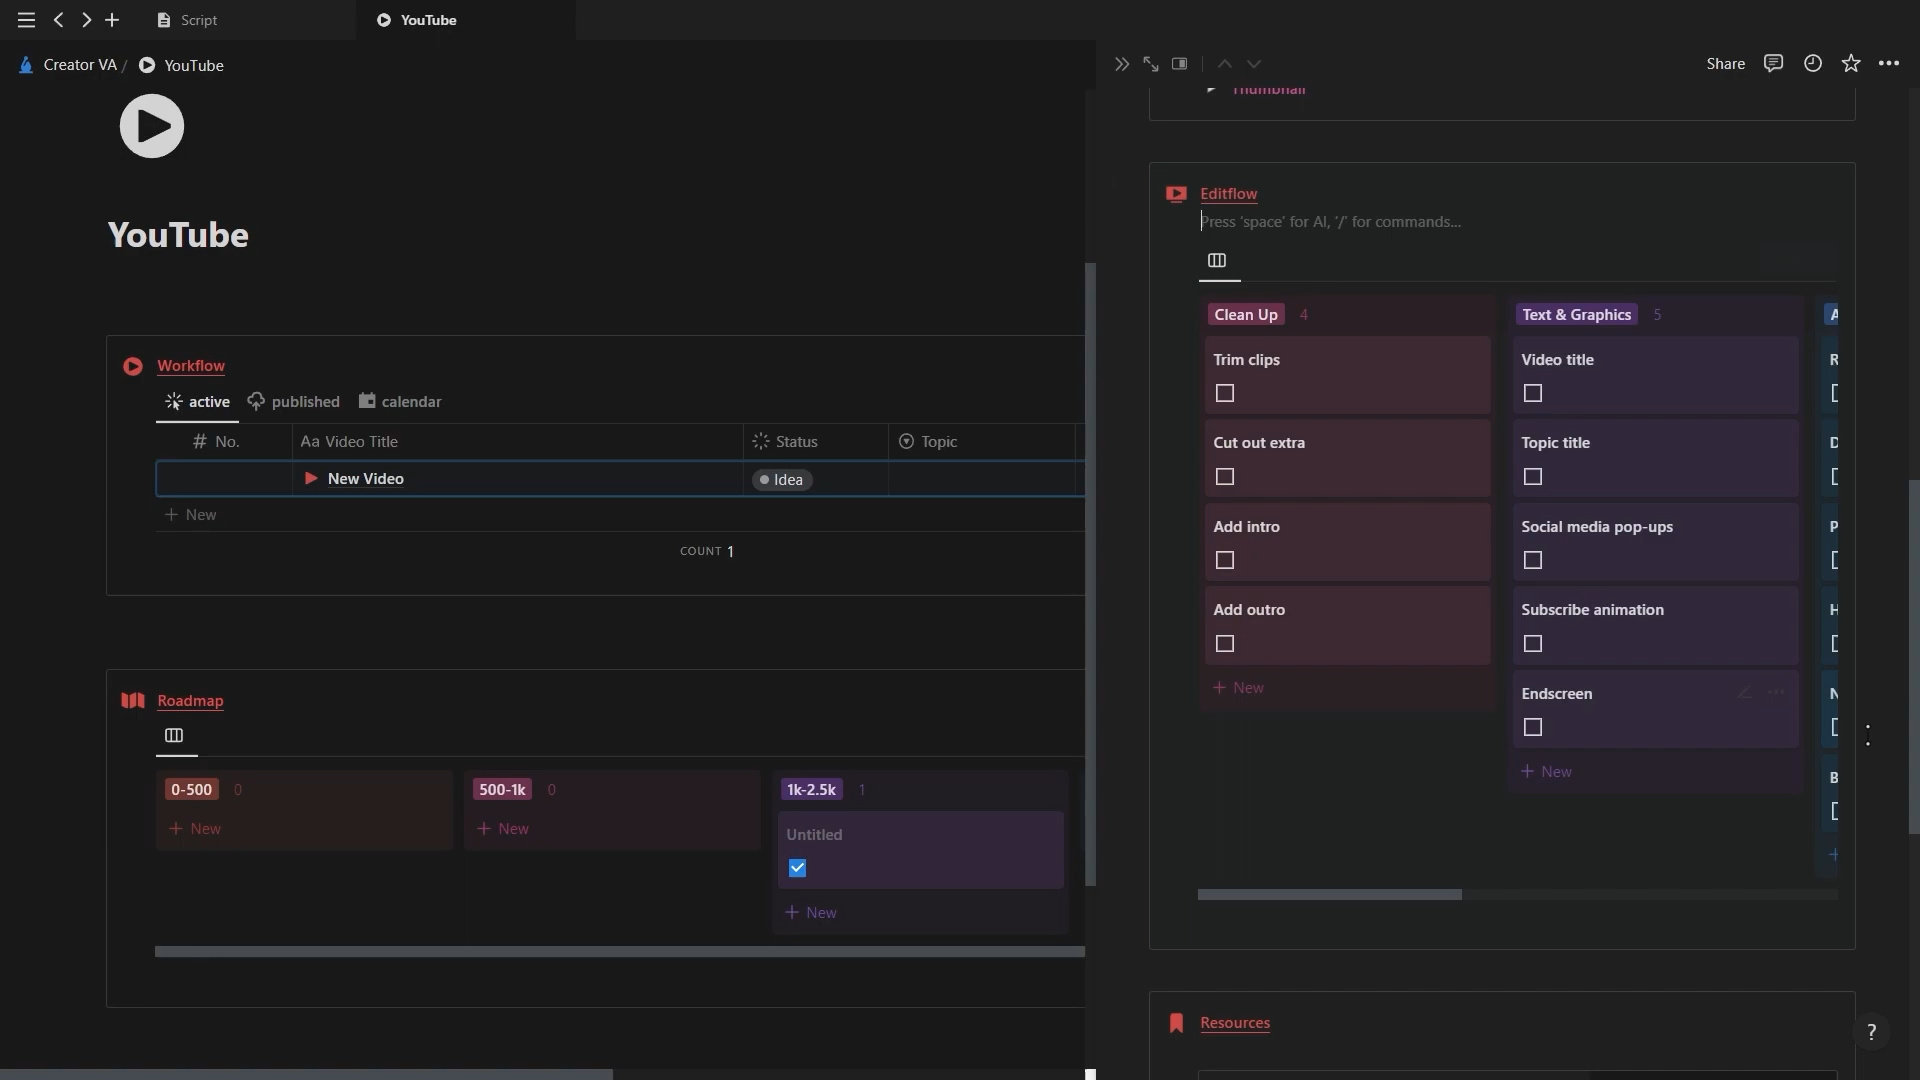 Script
YouTube
Creator VA / YouTube
Share
YouTube
Workflow
active
published
calendar
# No.
Aa Video Title
Status
Topic
New Video
Idea
+ New
COUNT 1
Roadmap
0-500 0
+ New
500-1k 0
+ New
1k-2.5k 1
Untitled
+ New
Thumbnail
Editflow
Press 'space' for AI, '/' for commands...
Clean Up 4
Trim clips
Cut out extra
Add intro
Add outro
+ New
Text & Graphics 5
Video title
Topic title
Social media pop-ups
Subscribe animation
Endscreen
+ New
A
R
D
P
H
N
B
+
Resources
?